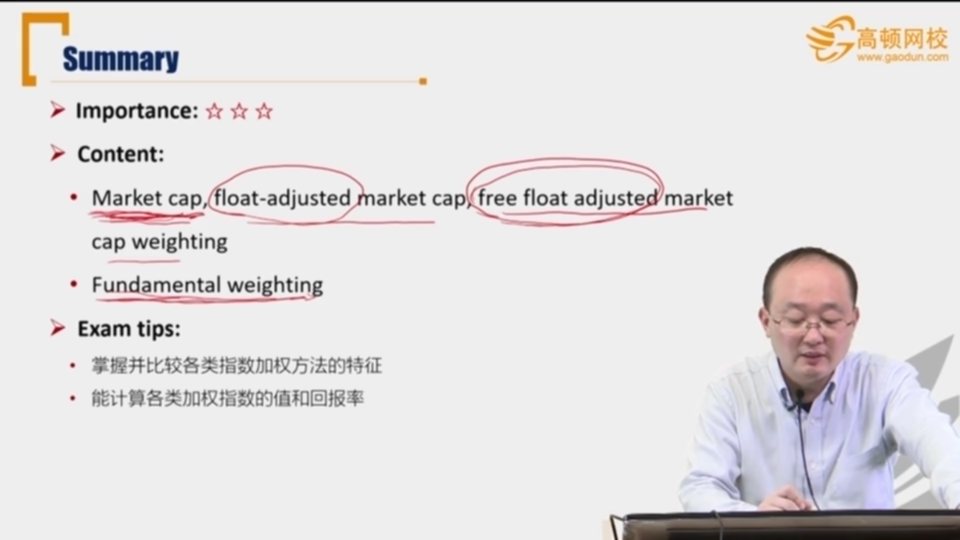 Summary
高顿网校
www.gaodun.com
Importance: ☆ ☆ ☆
Content:
Market cap, float-adjusted market cap, free float adjusted market
cap weighting
Fundamental weighting
Exam tips:
掌握并比较各类指数加权方法的特征
能计算各类加权指数的值和回报率